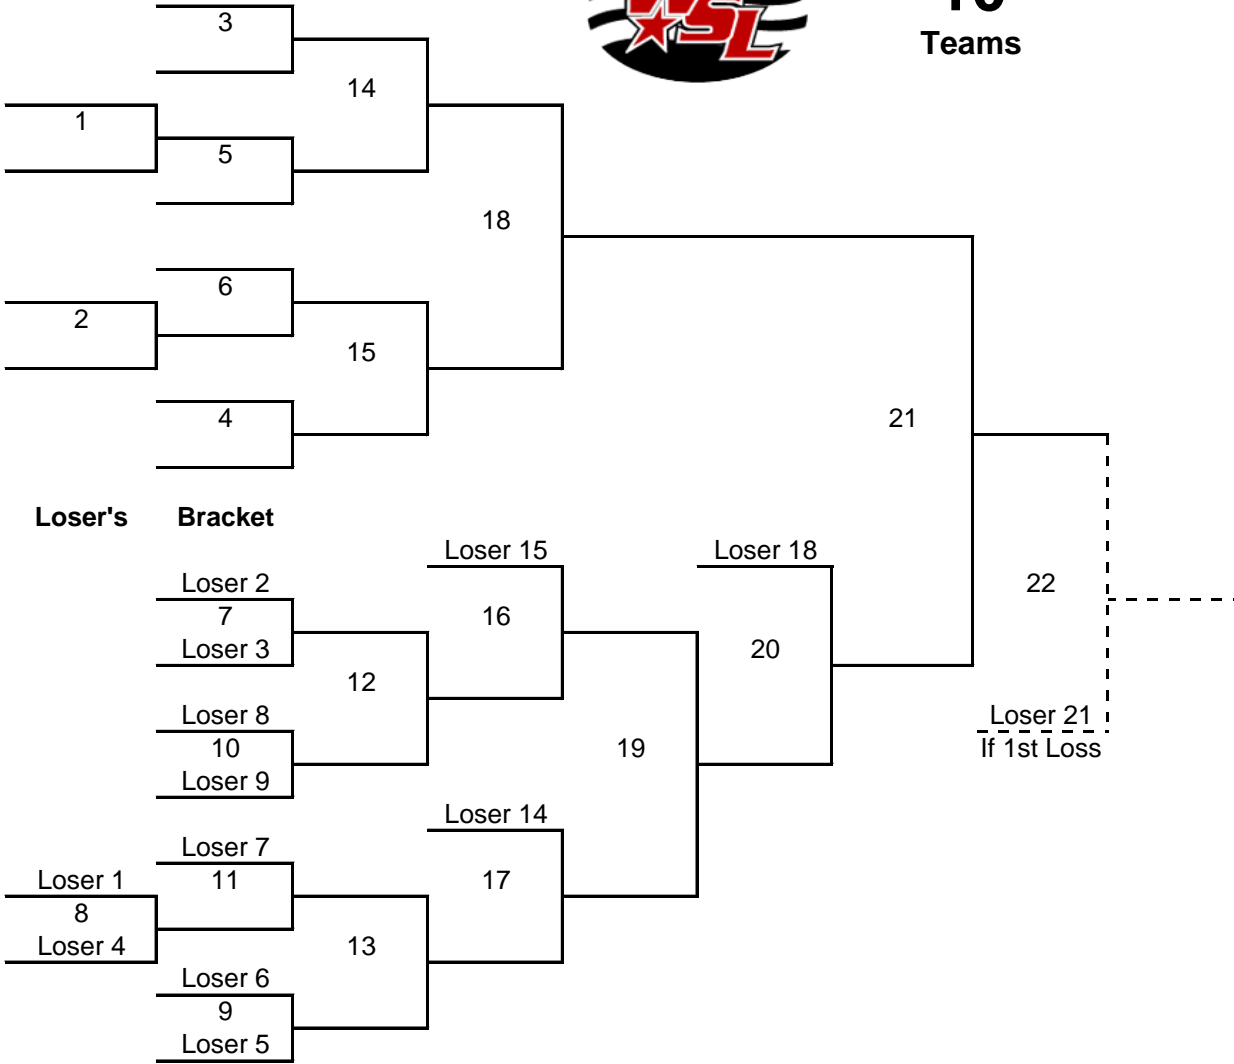 WSL
Teams
3
14
1
5
18
6
2
15
4
21
Loser's Bracket
Loser 15
Loser 18
Loser 2
22
7
16
Loser 3
20
12
Loser 8
Loser 21
10
19
If 1st Loss
Loser 9
Loser 14
Loser 7
Loser 1
11
17
8
Loser 4
13
Loser 6
9
Loser 5